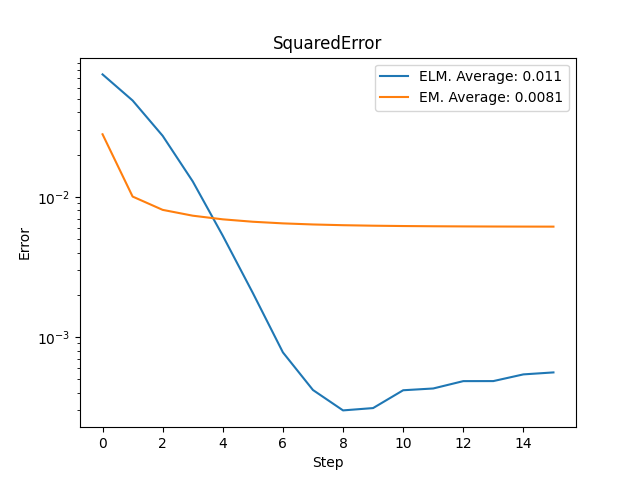 SquaredError
ELM. Average: 0.011
EM. Average: 0.0081
10⁻²
10⁻³
Error
0 2 4 6 8 10 12 14
Step